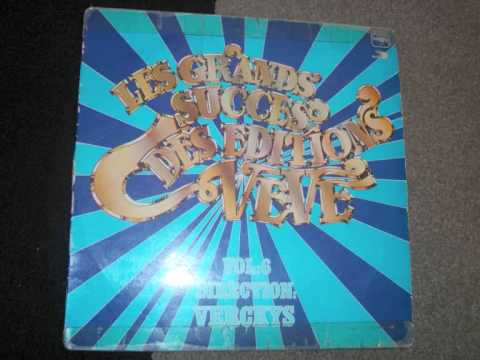 LES GRANDS
SUCCES
DES EDITIONS
VEVE
VOL:6
DIRECTION:
VERCKYS